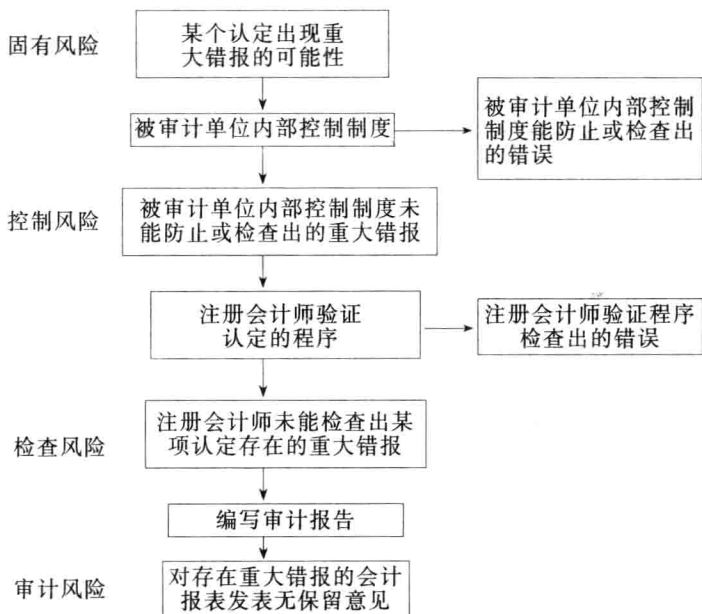 固有风险
某个认定出现重
大错报的可能性
被审计单位内部控制制度
被审计单位内部控制
制度能防止或检查出
的错误
控制风险
被审计单位内部控制制度未
能防止或检查出的重大错报
注册会计师验证
认定的程序
注册会计师验证程序
检查出的错误
检查风险
注册会计师未能检查出某
项认定存在的重大错报
编写审计报告
审计风险
对存在重大错报的会计
报表发表无保留意见